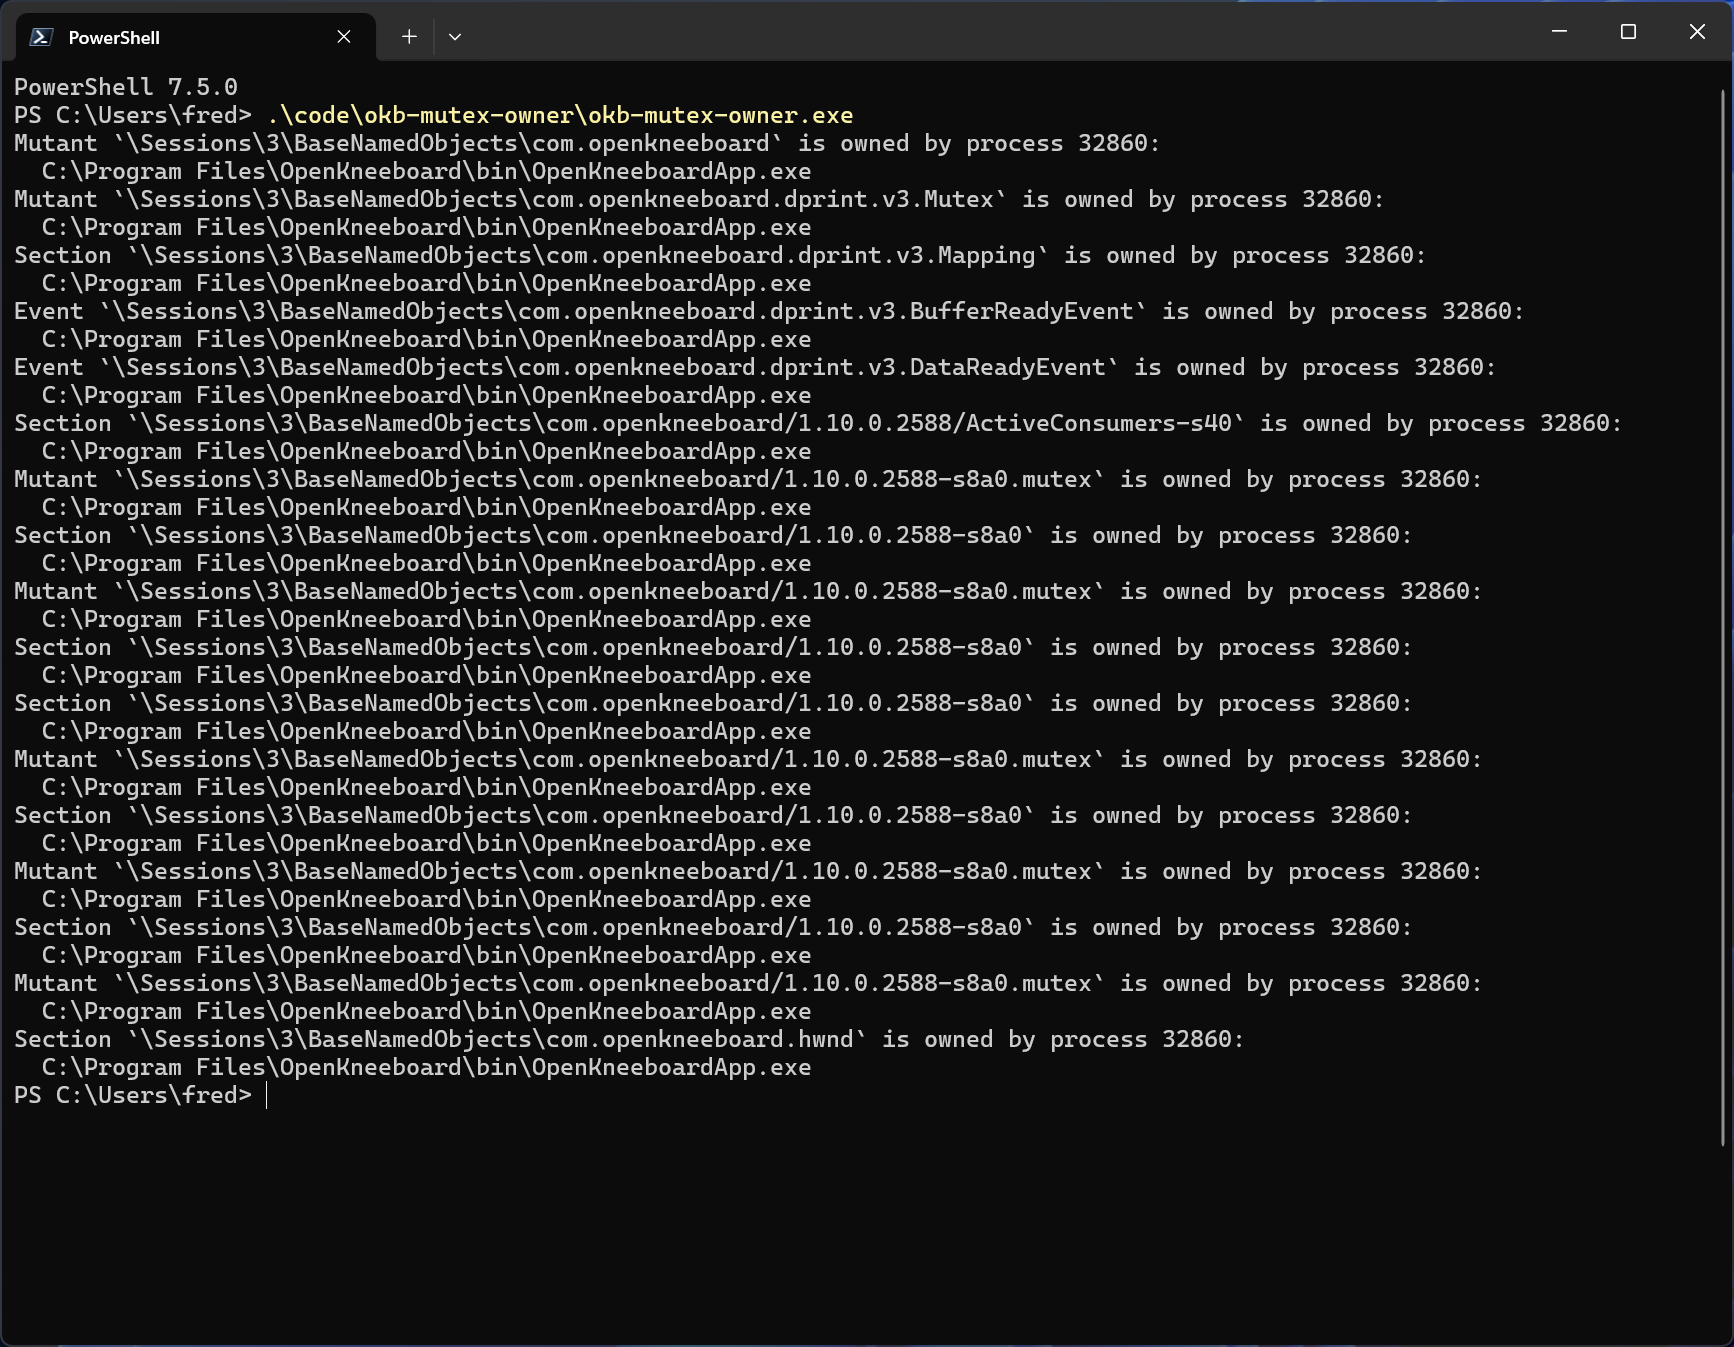 PowerShell
PowerShell 7.5.0
PS C:\Users\fred> .\code\okb-mutex-owner\okb-mutex-owner.exe
Mutant `\Sessions\3\BaseNamedObjects\com.openkneeboard` is owned by process 32860:
  C:\Program Files\OpenKneeboard\bin\OpenKneeboardApp.exe
Mutant `\Sessions\3\BaseNamedObjects\com.openkneeboard.dprint.v3.Mutex` is owned by process 32860:
  C:\Program Files\OpenKneeboard\bin\OpenKneeboardApp.exe
Section `\Sessions\3\BaseNamedObjects\com.openkneeboard.dprint.v3.Mapping` is owned by process 32860:
  C:\Program Files\OpenKneeboard\bin\OpenKneeboardApp.exe
Event `\Sessions\3\BaseNamedObjects\com.openkneeboard.dprint.v3.BufferReadyEvent` is owned by process 32860:
  C:\Program Files\OpenKneeboard\bin\OpenKneeboardApp.exe
Event `\Sessions\3\BaseNamedObjects\com.openkneeboard.dprint.v3.DataReadyEvent` is owned by process 32860:
  C:\Program Files\OpenKneeboard\bin\OpenKneeboardApp.exe
Section `\Sessions\3\BaseNamedObjects\com.openkneeboard/1.10.0.2588/ActiveConsumers-s40` is owned by process 32860:
  C:\Program Files\OpenKneeboard\bin\OpenKneeboardApp.exe
Mutant `\Sessions\3\BaseNamedObjects\com.openkneeboard/1.10.0.2588-s8a0.mutex` is owned by process 32860:
  C:\Program Files\OpenKneeboard\bin\OpenKneeboardApp.exe
Section `\Sessions\3\BaseNamedObjects\com.openkneeboard/1.10.0.2588-s8a0` is owned by process 32860:
  C:\Program Files\OpenKneeboard\bin\OpenKneeboardApp.exe
Mutant `\Sessions\3\BaseNamedObjects\com.openkneeboard/1.10.0.2588-s8a0.mutex` is owned by process 32860:
  C:\Program Files\OpenKneeboard\bin\OpenKneeboardApp.exe
Section `\Sessions\3\BaseNamedObjects\com.openkneeboard/1.10.0.2588-s8a0` is owned by process 32860:
  C:\Program Files\OpenKneeboard\bin\OpenKneeboardApp.exe
Section `\Sessions\3\BaseNamedObjects\com.openkneeboard/1.10.0.2588-s8a0` is owned by process 32860:
  C:\Program Files\OpenKneeboard\bin\OpenKneeboardApp.exe
Mutant `\Sessions\3\BaseNamedObjects\com.openkneeboard/1.10.0.2588-s8a0.mutex` is owned by process 32860:
  C:\Program Files\OpenKneeboard\bin\OpenKneeboardApp.exe
Section `\Sessions\3\BaseNamedObjects\com.openkneeboard/1.10.0.2588-s8a0` is owned by process 32860:
  C:\Program Files\OpenKneeboard\bin\OpenKneeboardApp.exe
Mutant `\Sessions\3\BaseNamedObjects\com.openkneeboard/1.10.0.2588-s8a0.mutex` is owned by process 32860:
  C:\Program Files\OpenKneeboard\bin\OpenKneeboardApp.exe
Section `\Sessions\3\BaseNamedObjects\com.openkneeboard/1.10.0.2588-s8a0` is owned by process 32860:
  C:\Program Files\OpenKneeboard\bin\OpenKneeboardApp.exe
Mutant `\Sessions\3\BaseNamedObjects\com.openkneeboard/1.10.0.2588-s8a0.mutex` is owned by process 32860:
  C:\Program Files\OpenKneeboard\bin\OpenKneeboardApp.exe
Section `\Sessions\3\BaseNamedObjects\com.openkneeboard.hwnd` is owned by process 32860:
  C:\Program Files\OpenKneeboard\bin\OpenKneeboardApp.exe
PS C:\Users\fred>